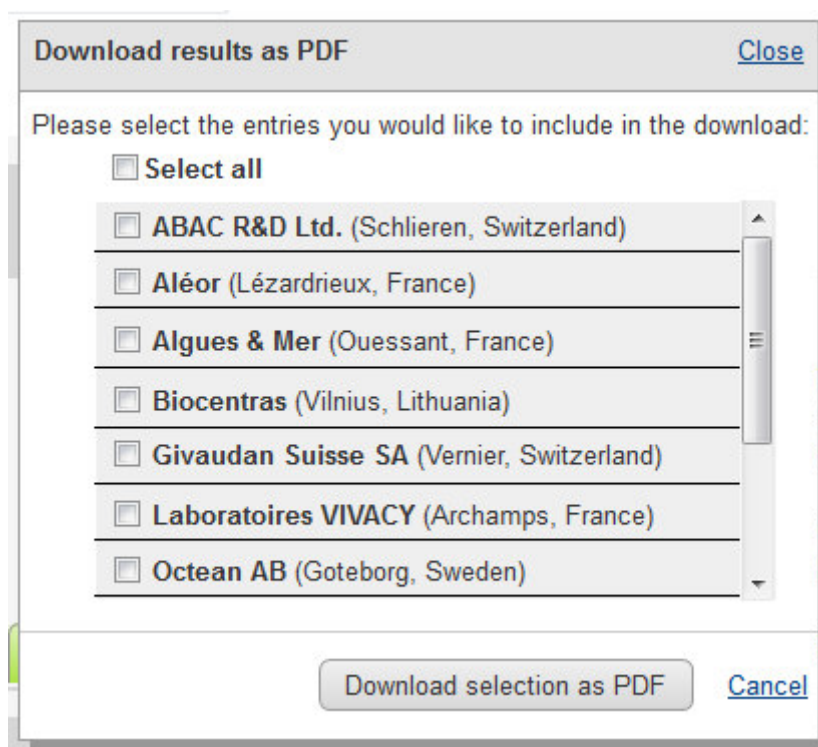 Download results as PDF Close
Please select the entries you would like to include in the download:
Select all
ABAC R&D Ltd. (Schlieren, Switzerland)
Aléor (Lézardrieux, France)
Algues & Mer (Ouessant, France)
Biocentras (Vilnius, Lithuania)
Givaudan Suisse SA (Vernier, Switzerland)
Laboratoires VIVACY (Archamps, France)
Octean AB (Goteborg, Sweden)
Download selection as PDF Cancel